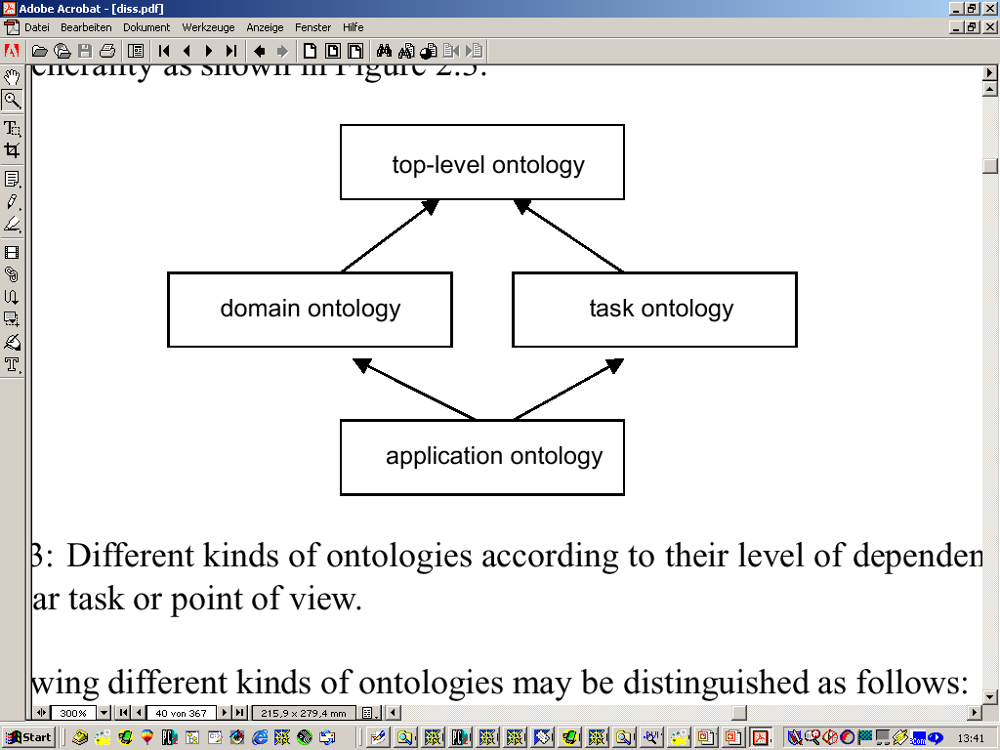 Adobe Acrobat - [diss.pdf]
Datei Bearbeiten Dokument Werkzeuge Anzeige Fenster Hilfe
enerality as shown in Figure 2.3.
top-level ontology
domain ontology task ontology
application ontology
3: Different kinds of ontologies according to their level of dependen
ar task or point of view.
wing different kinds of ontologies may be distinguished as follows:
300% 40 von 367 215,9 x 279,4 mm
Start 13:41